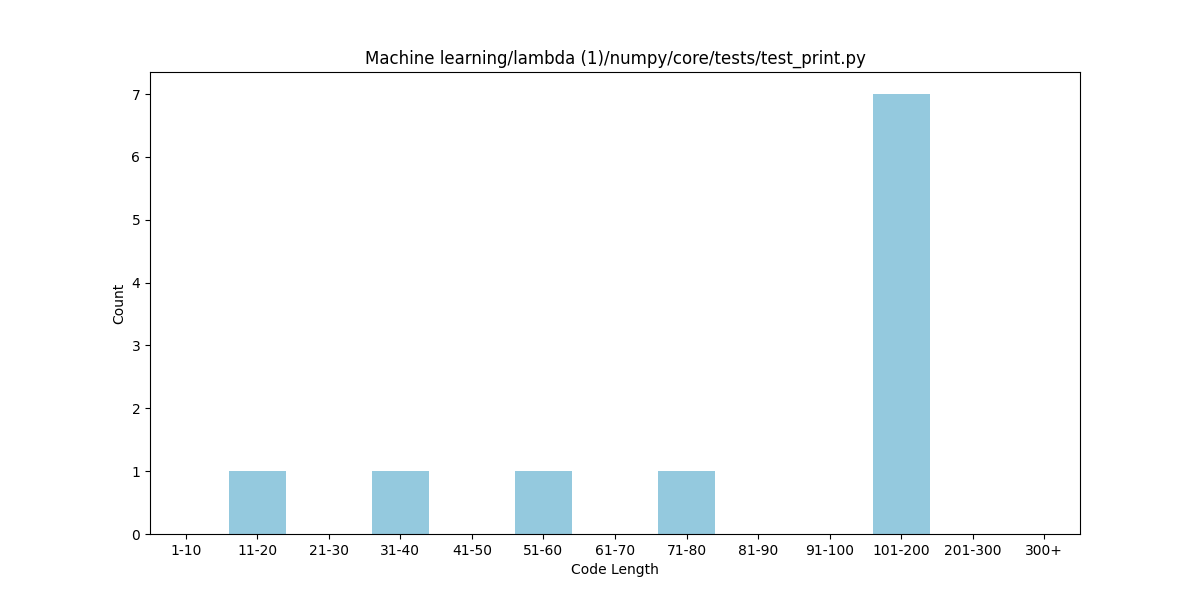 Machine learning/lambda (1)/numpy/core/tests/test_print.py
7
6
5
4
3
2
1
0
Count
1-10 11-20 21-30 31-40 41-50 51-60 61-70 71-80 81-90 91-100 101-200 201-300 300+
Code Length